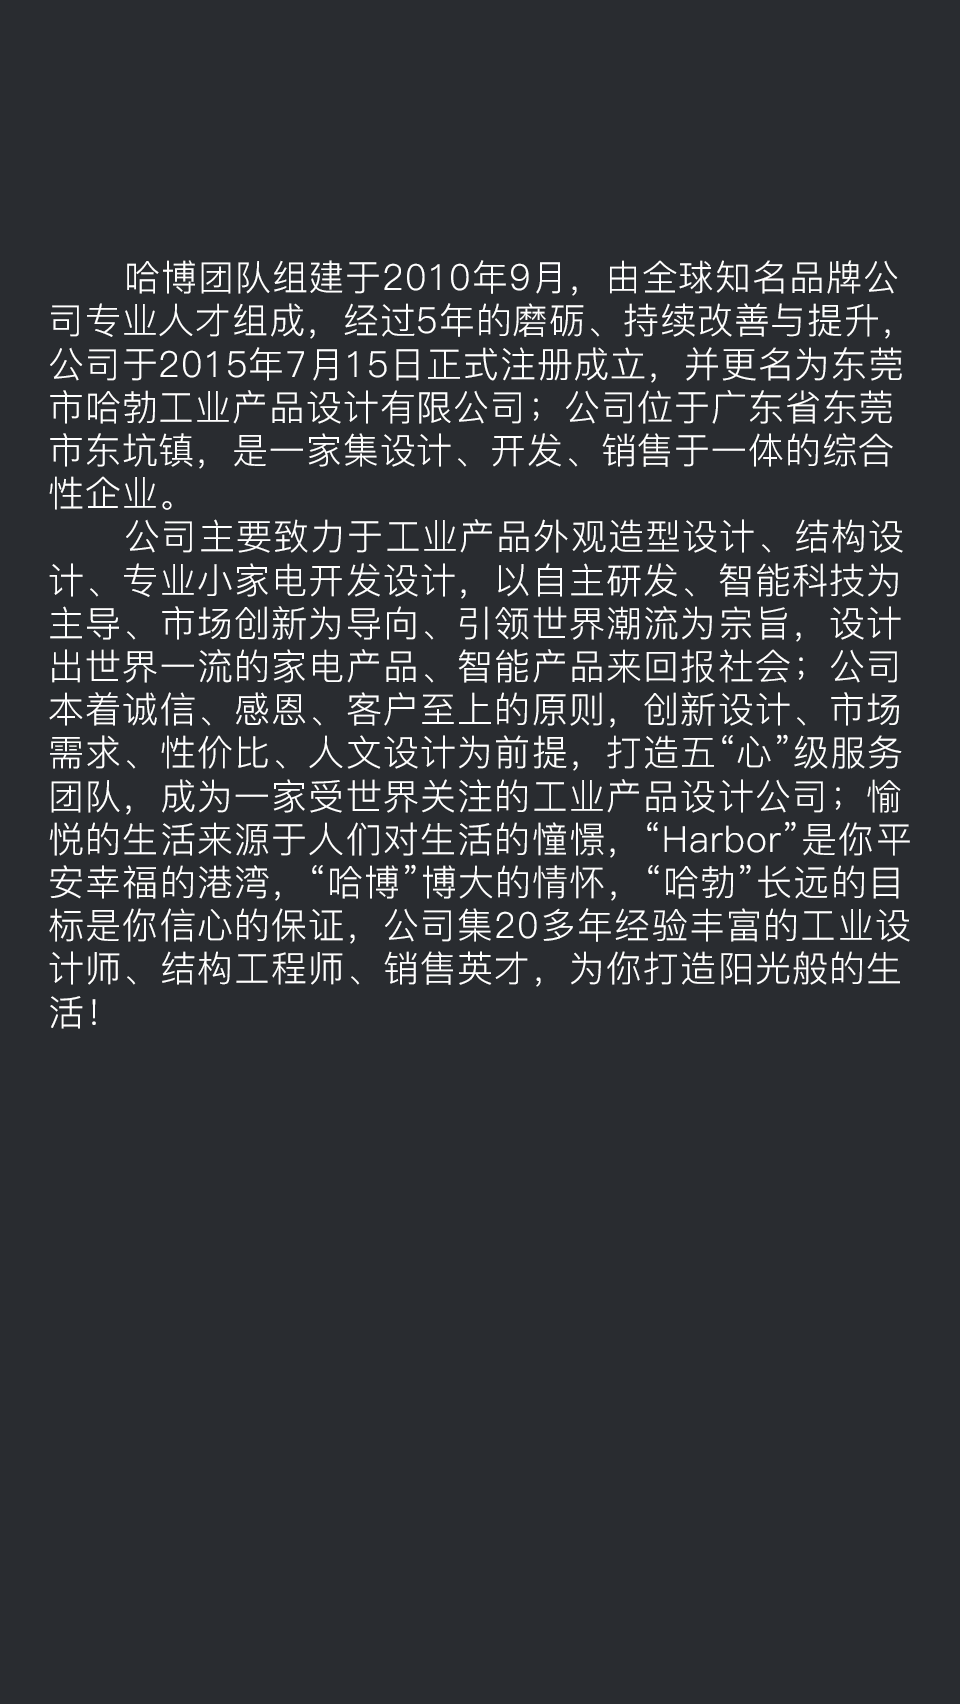 哈博团队组建于2010年9月，由全球知名品牌公
司专业人才组成，经过5年的磨砺、持续改善与提升，
公司于2015年7月15日正式注册成立，并更名为东莞
市哈勃工业产品设计有限公司；公司位于广东省东莞
市东坑镇，是一家集设计、开发、销售于一体的综合
性企业。
公司主要致力于工业产品外观造型设计、结构设
计、专业小家电开发设计，以自主研发、智能科技为
主导、市场创新为导向、引领世界潮流为宗旨，设计
出世界一流的家电产品、智能产品来回报社会；公司
本着诚信、感恩、客户至上的原则，创新设计、市场
需求、性价比、人文设计为前提，打造五“心”级服务
团队，成为一家受世界关注的工业产品设计公司；愉
悦的生活来源于人们对生活的憧憬，“Harbor”是你平
安幸福的港湾，“哈博”博大的情怀，“哈勃”长远的目
标是你信心的保证，公司集20多年经验丰富的工业设
计师、结构工程师、销售英才，为你打造阳光般的生
活！